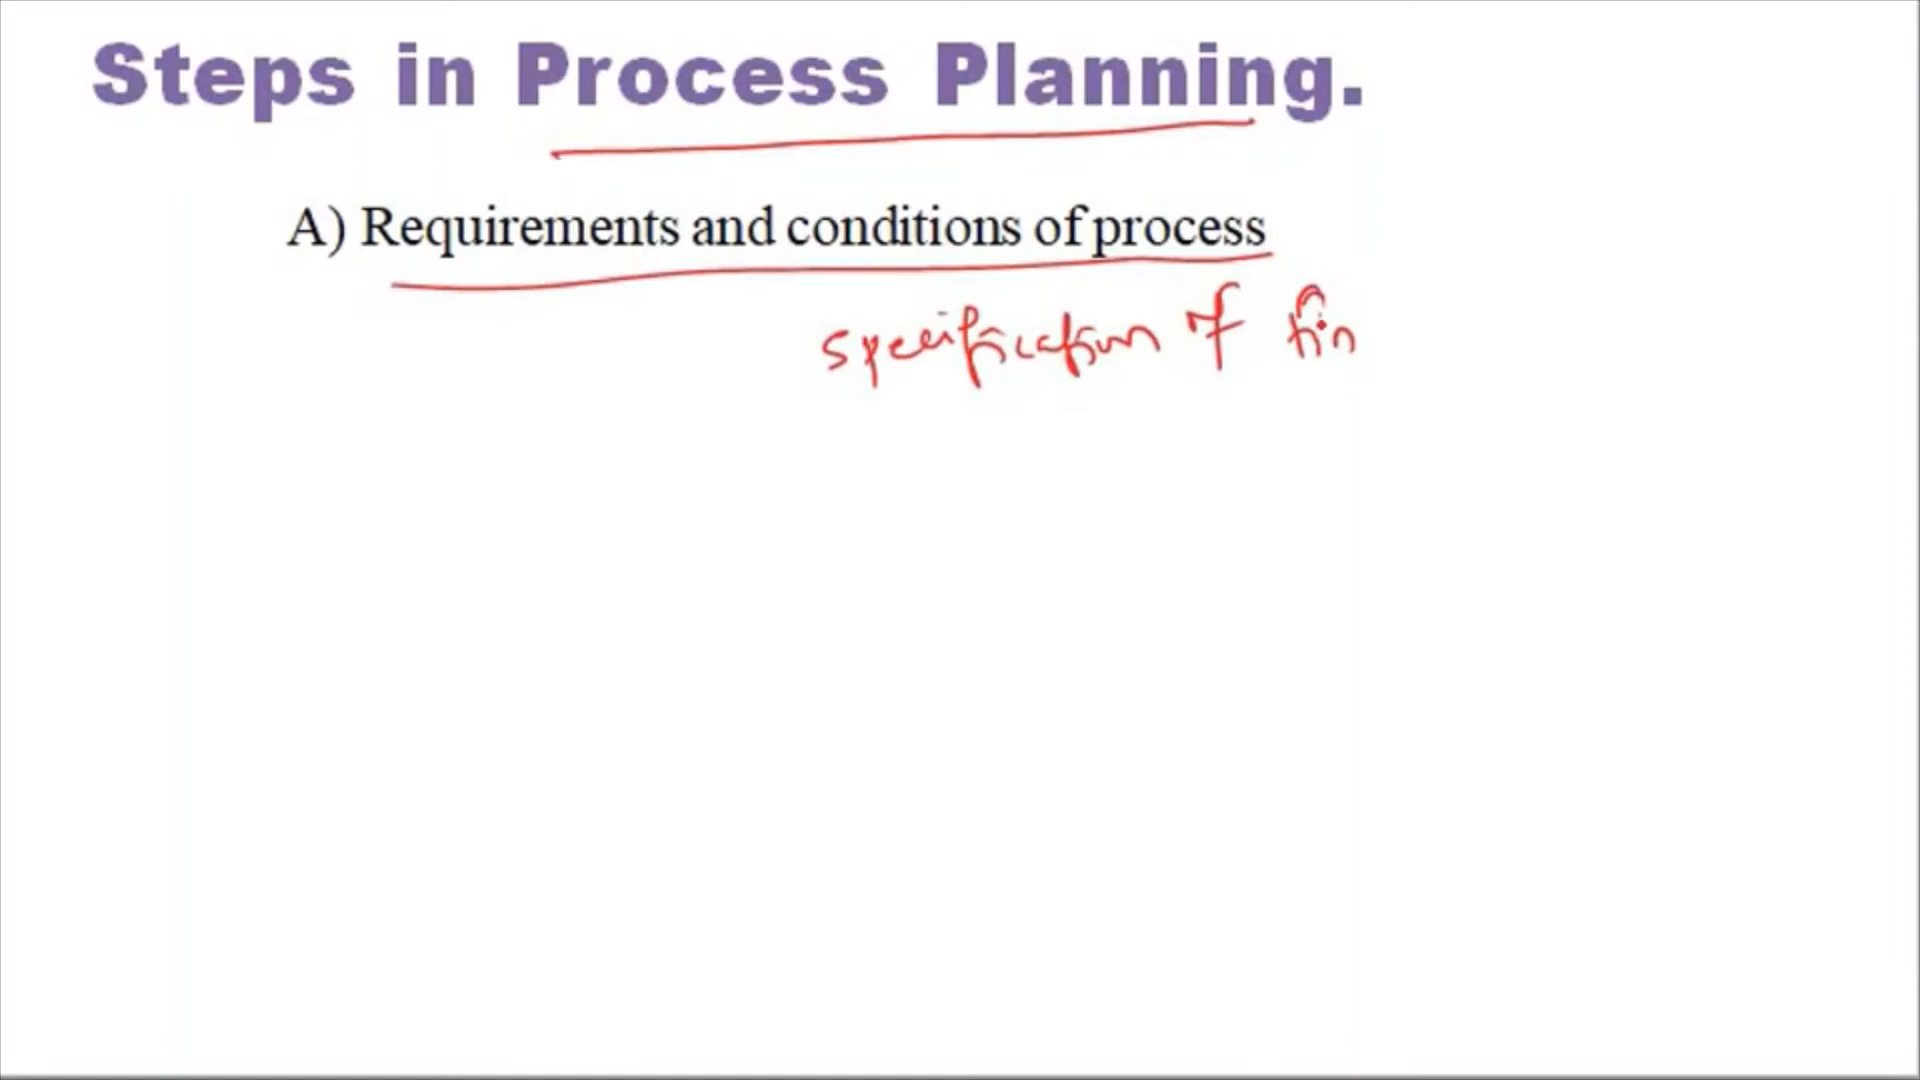 Steps in Process Planning.
A) Requirements and conditions of process
specification of fin